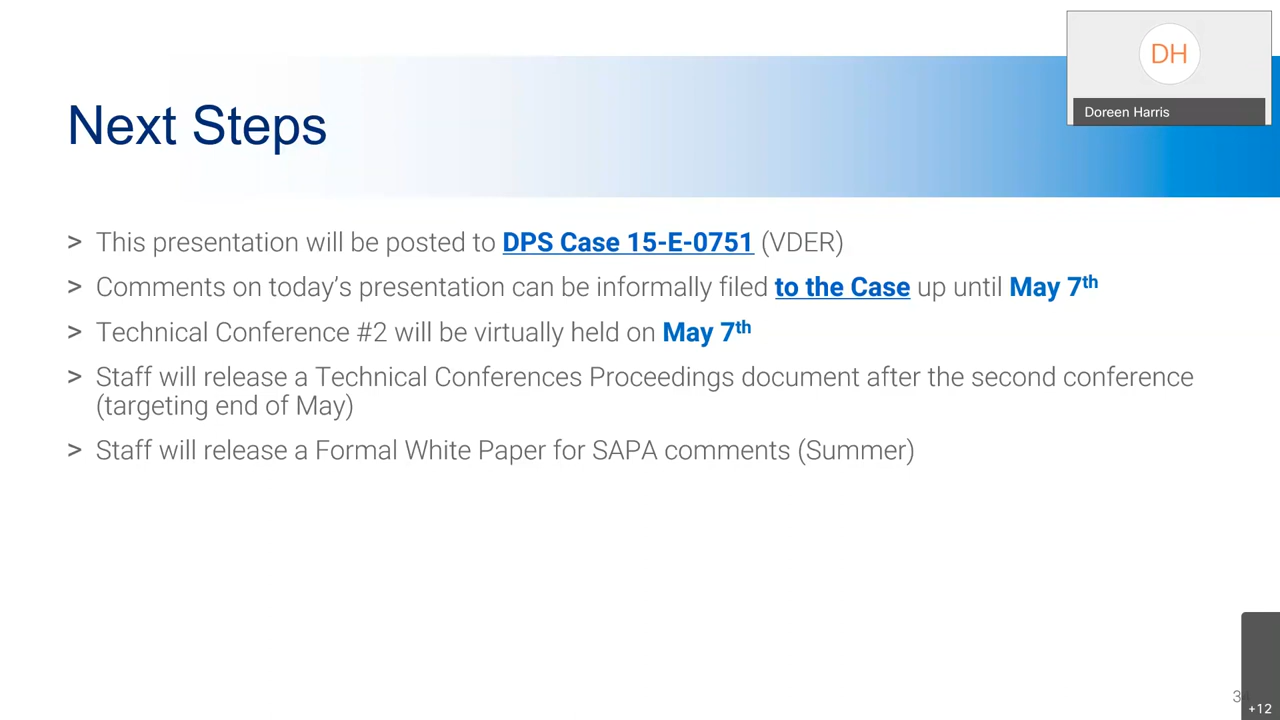 DH
Doreen Harris
Next Steps
> This presentation will be posted to DPS Case 15-E-0751 (VDER)
> Comments on today's presentation can be informally filed to the Case up until May 7th
> Technical Conference #2 will be virtually held on May 7th
> Staff will release a Technical Conferences Proceedings document after the second conference
(targeting end of May)
> Staff will release a Formal White Paper for SAPA comments (Summer)
+12